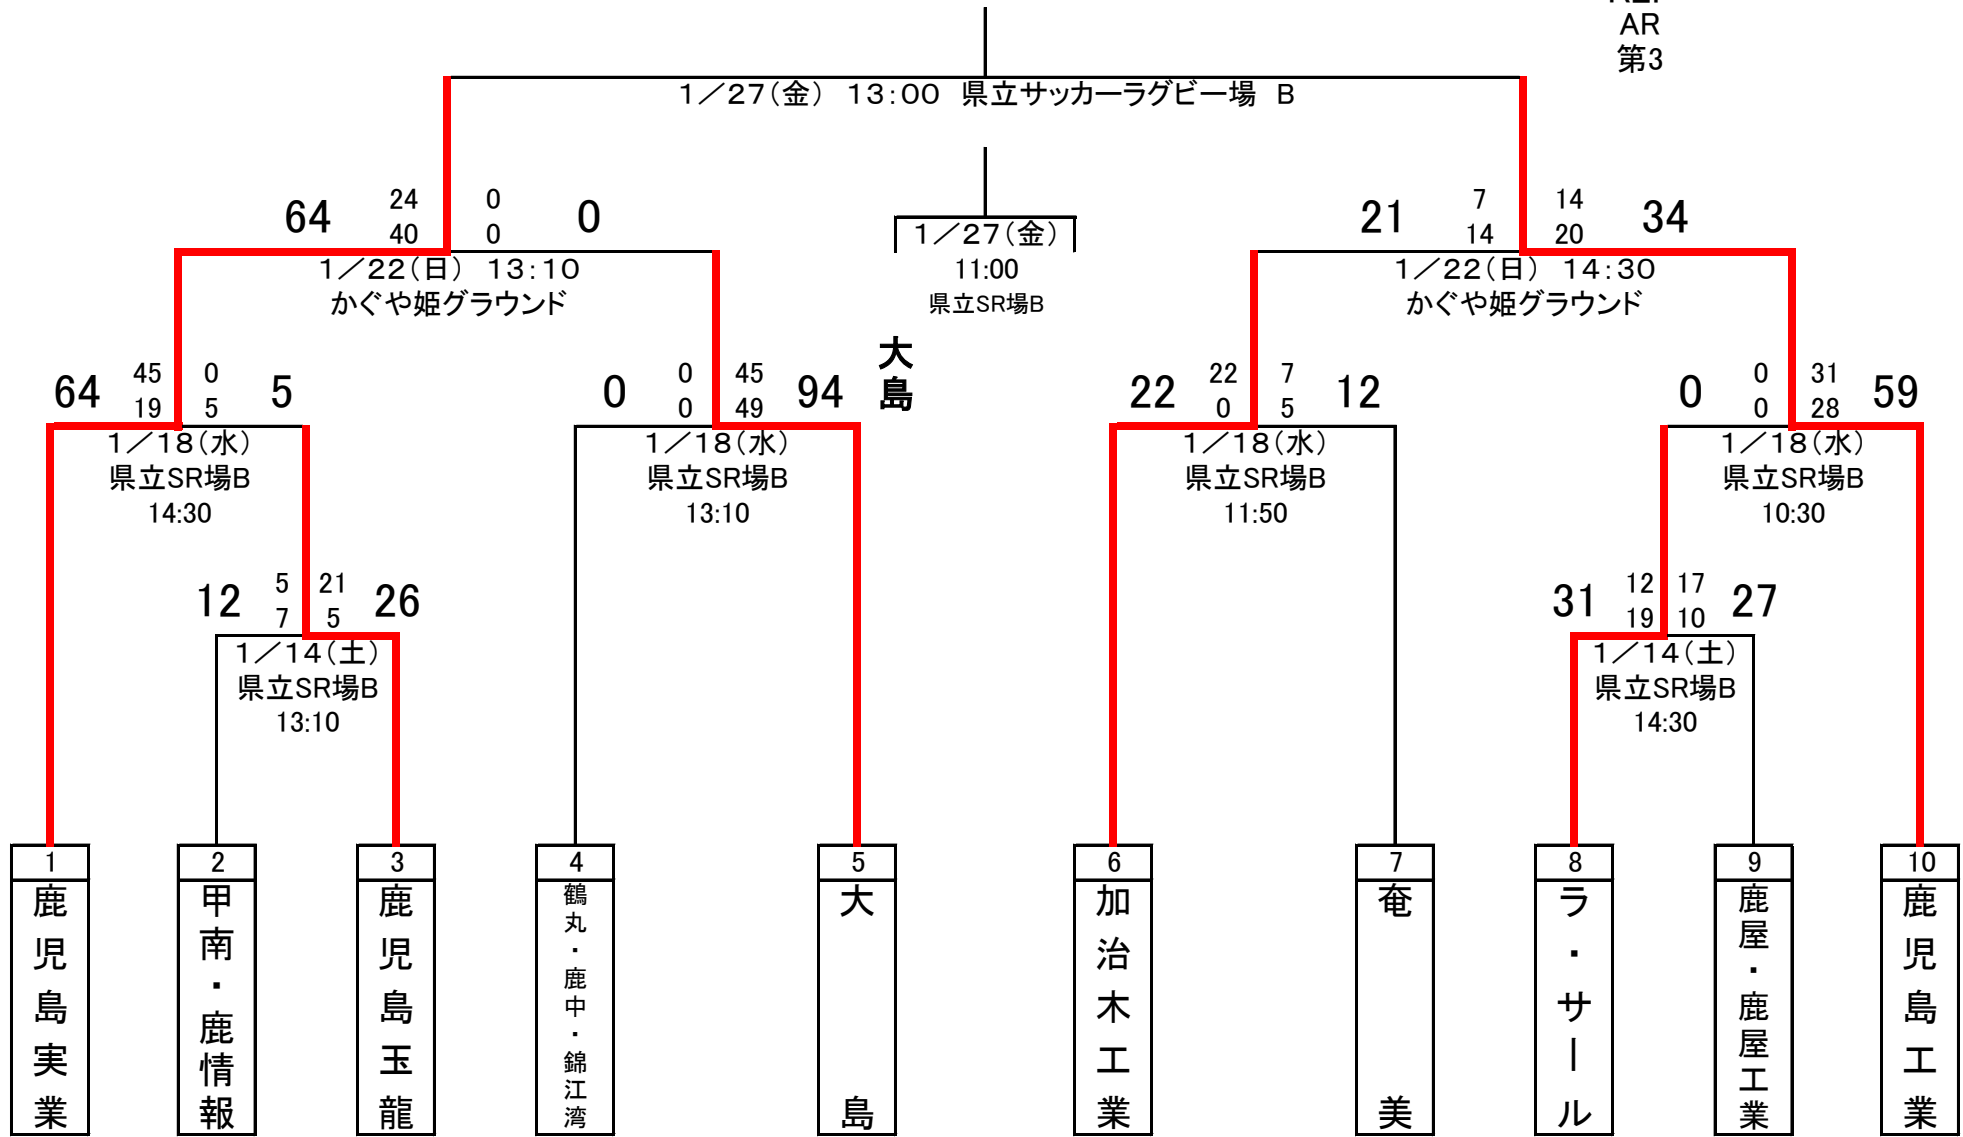 AR
第3
1／27(金) 13:00 県立サッカーラグビー場 B
64 24 0 0
40 0
1／22(日) 13:10
かぐや姫グラウンド
1／27(金)
11:00
県立SR場B
21 7 14 34
14 20
1／22(日) 14:30
かぐや姫グラウンド
大島
64 45 0 5
19 5
1／18(水)
県立SR場B
14:30
0 0 45 94
0 49
1／18(水)
県立SR場B
13:10
22 22 7 12
0 5
1／18(水)
県立SR場B
11:50
0 0 31 59
0 28
1／18(水)
県立SR場B
10:30
12 5 21 26
7 5
1／14(土)
県立SR場B
13:10
31 12 17 27
19 10
1／14(土)
県立SR場B
14:30
1
鹿児島実業
2
甲南・鹿情報
3
鹿児島玉龍
4
鶴丸・鹿中・錦江湾
5
大島
6
加治木工業
7
奄美
8
ラ・サール
9
鹿屋・鹿屋工業
10
鹿児島工業